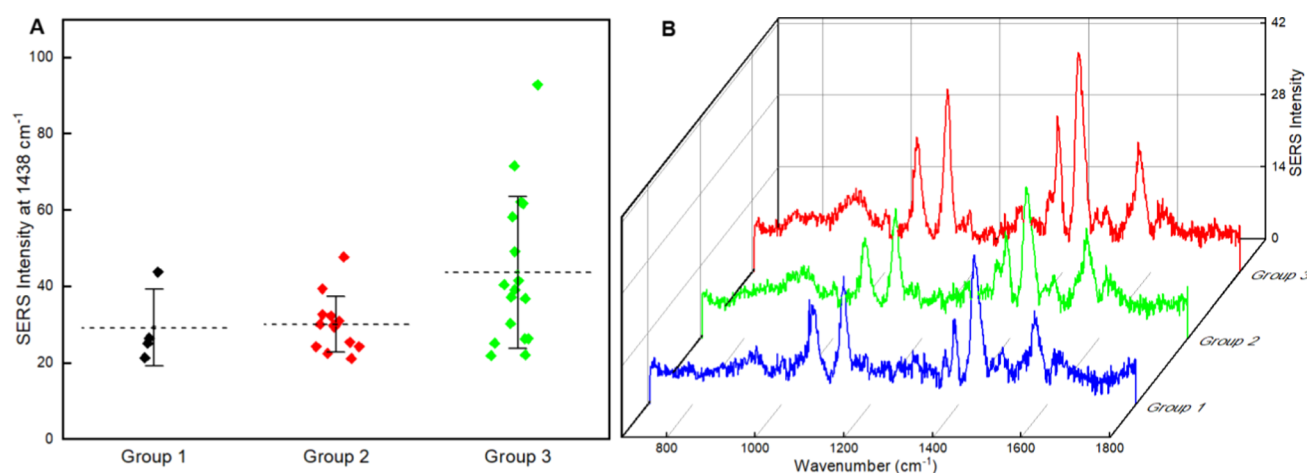 A
SERS Intensity at 1438 cm⁻¹
100
80
60
40
20
0
Group 1
Group 2
Group 3
B
42
28
14
0
SERS Intensity
Group 3
Group 2
Group 1
800
1000
1200
1400
1600
1800
Wavenumber (cm⁻¹)